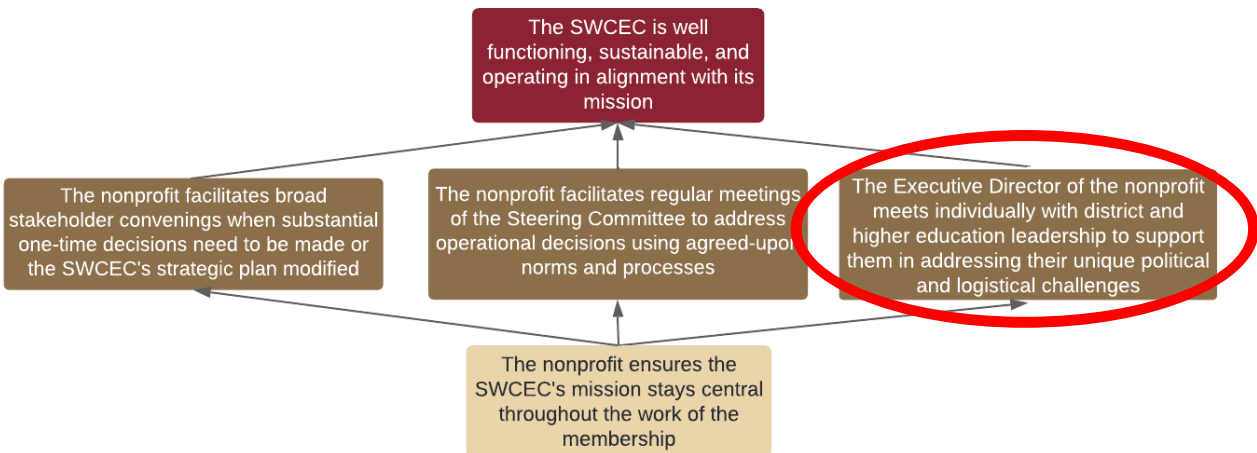 The SWCEC is well
functioning, sustainable, and
operating in alignment with its
mission
The nonprofit facilitates broad
stakeholder convenings when substantial
one-time decisions need to be made or
the SWCEC's strategic plan modified
The nonprofit facilitates regular meetings
of the Steering Committee to address
operational decisions using agreed-upon
norms and processes
The Executive Director of the nonprofit
meets individually with district and
higher education leadership to support
them in addressing their unique political
and logistical challenges
The nonprofit ensures the
SWCEC's mission stays central
throughout the work of the
membership